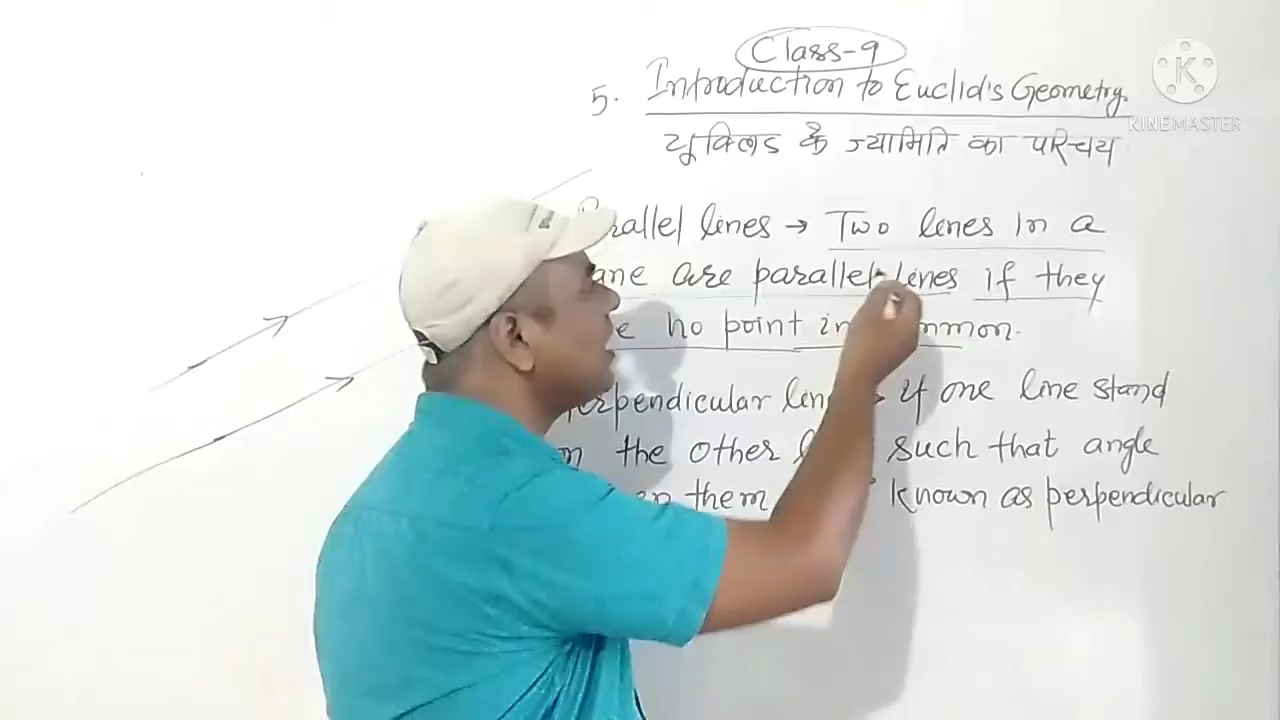 Class-9
5. Introduction to Euclid's Geometry.
यूक्लिड के ज्यामिति का परिचय
KINEMASTER
rallel lines → Two lines in a
ane are parallel lines if they
e no point in mmon.
erpendicular lin If one line stand
n the other l such that angle
en them known as perpendicular